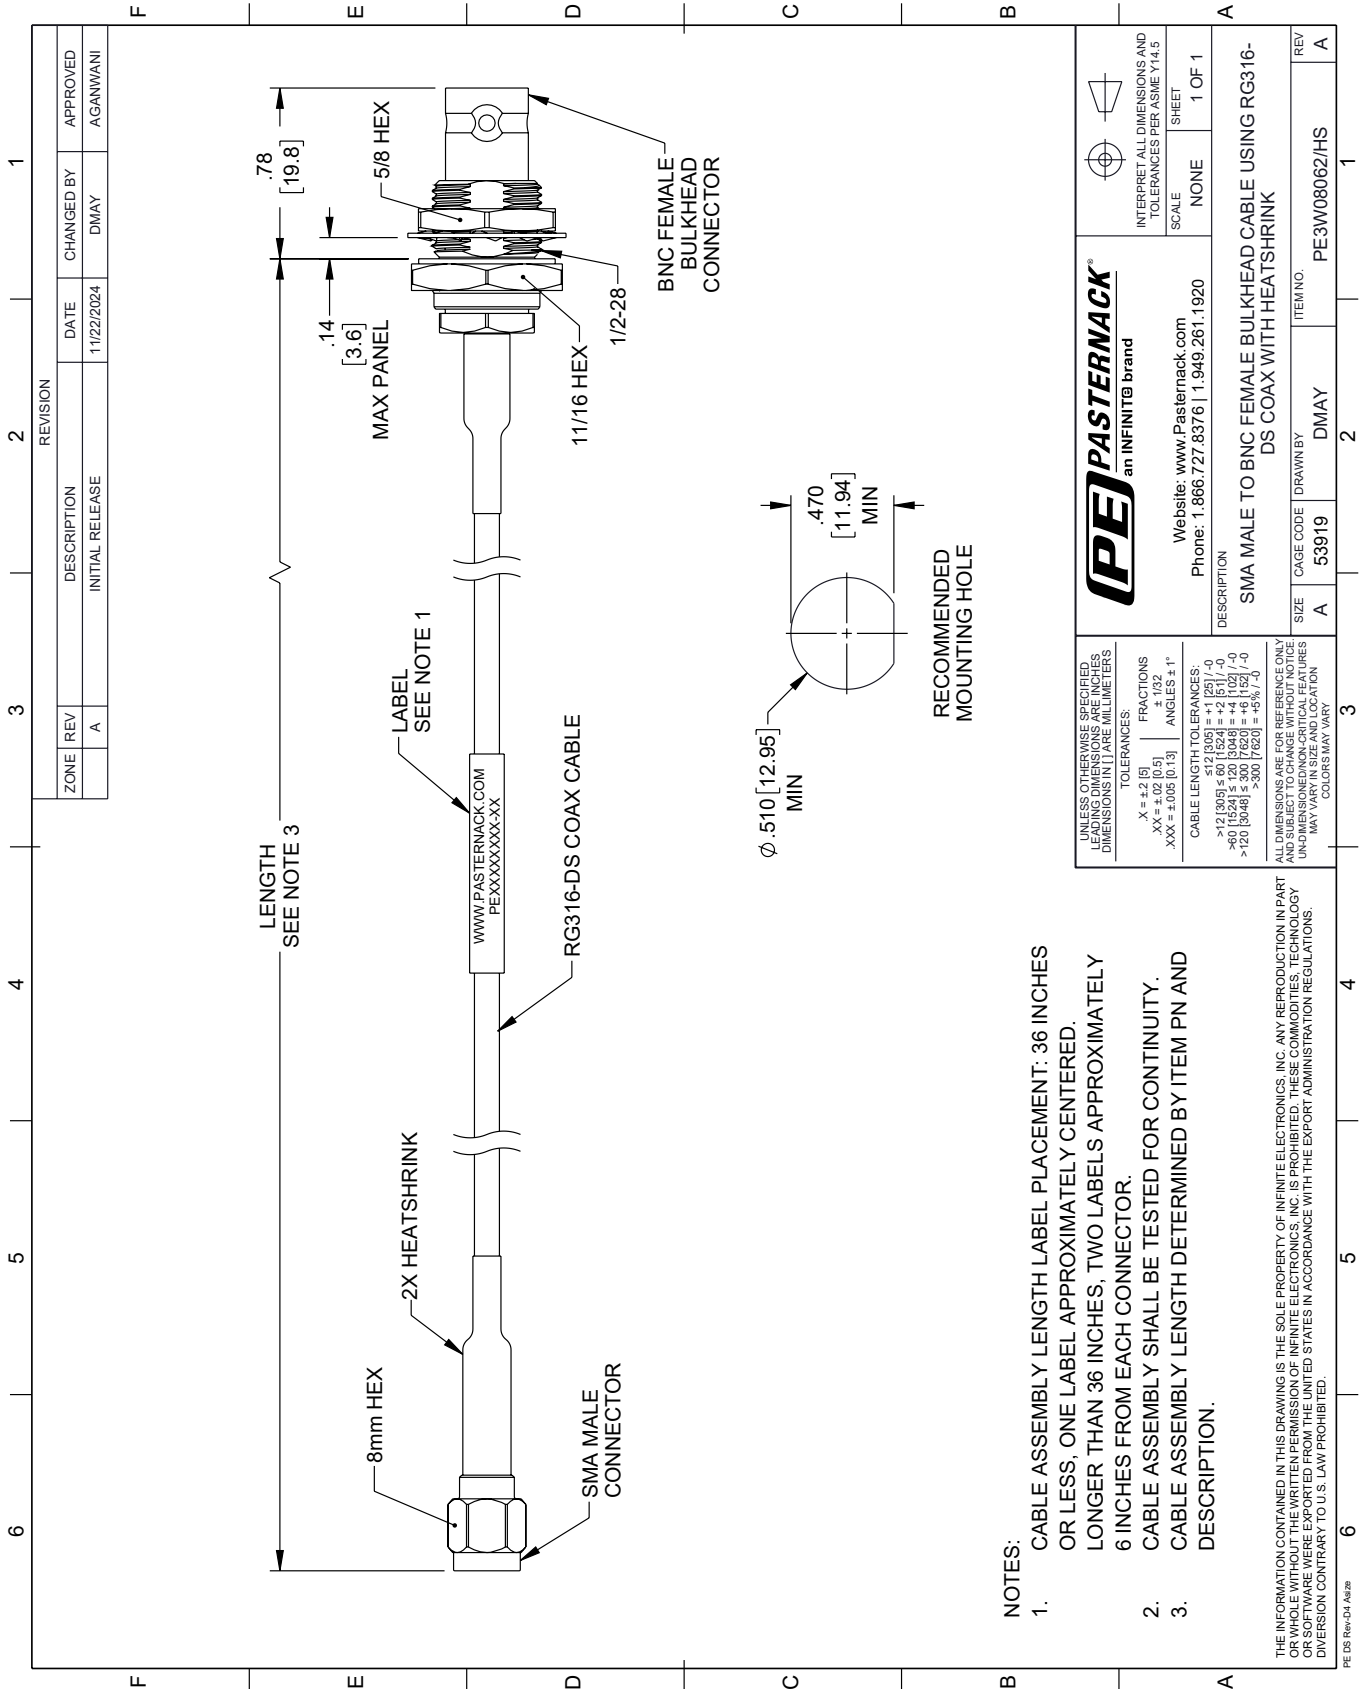 REVISION
ZONE REV DESCRIPTION DATE CHANGED BY APPROVED
A INITIAL RELEASE 11/22/2024 DMAY AGANWANI
6 5 4 3 2 1
F
E
D
C
B
A
LENGTH
SEE NOTE 3
.78
[19.8]
.14
[3.6]
MAX PANEL
5/8 HEX
8mm HEX
2X HEATSHRINK
LABEL
SEE NOTE 1
WWW.PASTERNACK.COM
PEXXXXXXXX-XX
SMA MALE
CONNECTOR
RG316-DS COAX CABLE
11/16 HEX
1/2-28
BNC FEMALE
BULKHEAD
CONNECTOR
Ø.510 [12.95]
MIN
.470
[11.94]
MIN
RECOMMENDED
MOUNTING HOLE
NOTES:
1. CABLE ASSEMBLY LENGTH LABEL PLACEMENT: 36 INCHES
OR LESS, ONE LABEL APPROXIMATELY CENTERED.
LONGER THAN 36 INCHES, TWO LABELS APPROXIMATELY
6 INCHES FROM EACH CONNECTOR.
2. CABLE ASSEMBLY SHALL BE TESTED FOR CONTINUITY.
3. CABLE ASSEMBLY LENGTH DETERMINED BY ITEM PN AND
DESCRIPTION.
THE INFORMATION CONTAINED IN THIS DRAWING IS THE SOLE PROPERTY OF INFINITE ELECTRONICS, INC. ANY REPRODUCTION IN PART
OR WHOLE WITHOUT THE WRITTEN PERMISSION OF INFINITE ELECTRONICS, INC. IS PROHIBITED. THESE COMMODITIES, TECHNOLOGY
OR SOFTWARE WERE EXPORTED FROM THE UNITED STATES IN ACCORDANCE WITH THE EXPORT ADMINISTRATION REGULATIONS.
DIVERSION CONTRARY TO U.S. LAW PROHIBITED.
UNLESS OTHERWISE SPECIFIED
LEADING DIMENSIONS ARE INCHES
DIMENSIONS IN [ ] ARE MILLIMETERS
TOLERANCES:
.X = ±.2 [5] FRACTIONS
.XX = ±.02 [0.5] ± 1/32
.XXX = ±.005 [0.13] ANGLES ± 1°
CABLE LENGTH TOLERANCES:
≤12 [305] = +1 [25] / -0
>12 [305] ≤ 60 [1524] = +2 [51] / -0
>60 [1524] ≤ 120 [3048] = +4 [102] / -0
>120 [3048] ≤ 300 [7620] = +6 [152] / -0
>300 [7620] = +5% / -0
ALL DIMENSIONS ARE FOR REFERENCE ONLY
AND SUBJECT TO CHANGE WITHOUT NOTICE.
UN-DIMENSIONED/NON-CRITICAL FEATURES
MAY VARY IN SIZE AND LOCATION
COLORS MAY VARY
PE PASTERNACK®
an INFINIT@ brand
Website: www.Pasternack.com
Phone: 1.866.727.8376 | 1.949.261.1920
INTERPRET ALL DIMENSIONS AND
TOLERANCES PER ASME Y14.5
SCALE NONE
SHEET 1 OF 1
DESCRIPTION
SMA MALE TO BNC FEMALE BULKHEAD CABLE USING RG316-
DS COAX WITH HEATSHRINK
SIZE CAGE CODE DRAWN BY ITEM NO. REV
A 53919 DMAY PE3W08062/HS A
F
E
D
C
B
A
6 5 4 3 2 1
PE DS Rev-D4 Asize